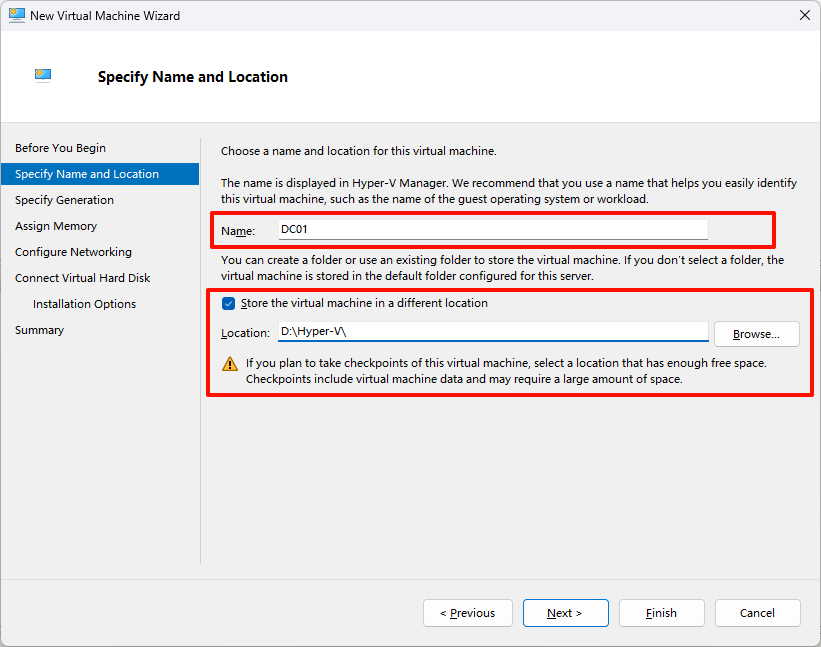 New Virtual Machine Wizard
Specify Name and Location
Before You Begin
Specify Name and Location
Specify Generation
Assign Memory
Configure Networking
Connect Virtual Hard Disk
Installation Options
Summary
Choose a name and location for this virtual machine.
The name is displayed in Hyper-V Manager. We recommend that you use a name that helps you easily identify
this virtual machine, such as the name of the guest operating system or workload.
Name: DC01
You can create a folder or use an existing folder to store the virtual machine. If you don't select a folder, the
virtual machine is stored in the default folder configured for this server.
Store the virtual machine in a different location
Location: D:\Hyper-V\ Browse...
If you plan to take checkpoints of this virtual machine, select a location that has enough free space.
Checkpoints include virtual machine data and may require a large amount of space.
< Previous Next > Finish Cancel